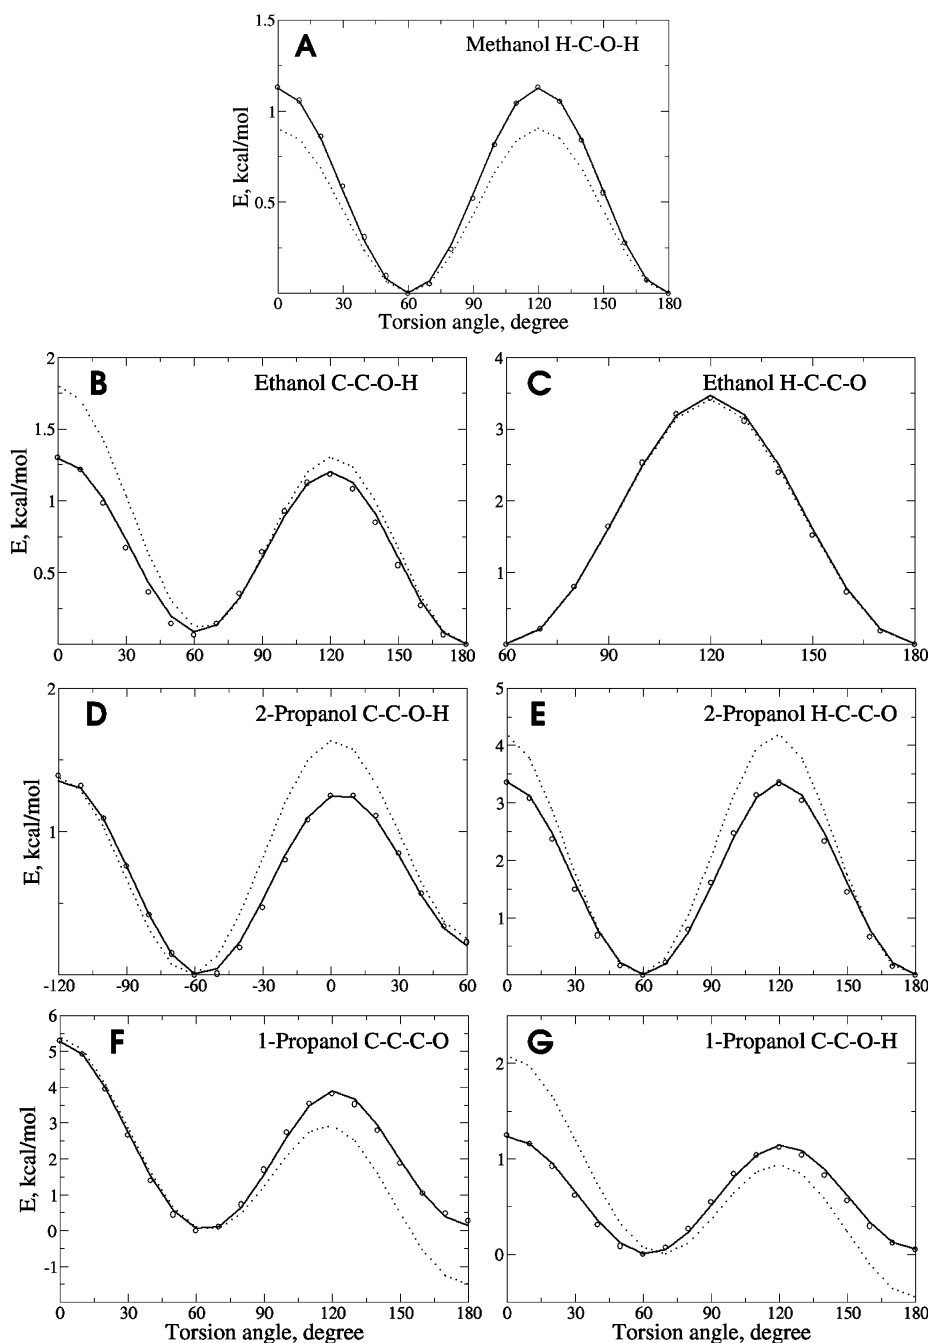 A Methanol H-C-O-H
1.5
1
0.5
E, kcal/mol
0 30 60 90 120 150 180
Torsion angle, degree
B Ethanol C-C-O-H
2
1.5
1
0.5
E, kcal/mol
0 30 60 90 120 150 180
C Ethanol H-C-C-O
4
3
2
1
0
60 90 120 150 180
D 2-Propanol C-C-O-H
2
1
E, kcal/mol
-120 -90 -60 -30 0 30 60
E 2-Propanol H-C-C-O
5
4
3
2
1
0
0 30 60 90 120 150 180
F 1-Propanol C-C-C-O
6
5
4
3
2
1
0
-1
E, kcal/mol
0 30 60 90 120 150 180
Torsion angle, degree
G 1-Propanol C-C-O-H
2
1
0
0 30 60 90 120 150 180
Torsion angle, degree